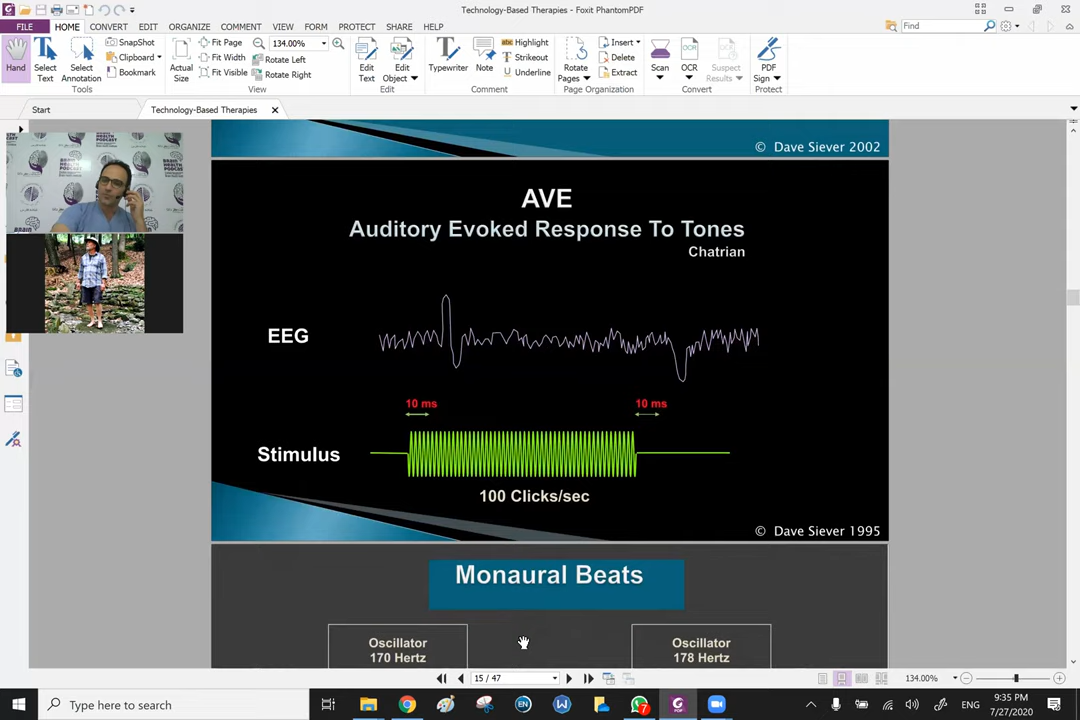 Technology-Based Therapies - Foxit PhantomPDF
FILE HOME CONVERT EDIT ORGANIZE COMMENT VIEW FORM PROTECT SHARE HELP
Find
Hand
Select Text
Select Annotation
SnapShot
Clipboard
Bookmark
Tools
Actual Size
Fit Page
Fit Width
Fit Visible
134.00%
Rotate Left
Rotate Right
View
Edit Text
Edit Object
Edit
Typewriter
Note
Highlight
Strikeout
Underline
Comment
Rotate Pages
Insert
Delete
Extract
Page Organization
Scan
OCR
Suspect Results
Convert
PDF Sign
Protect
Start
Technology-Based Therapies
© Dave Siever 2002
AVE
Auditory Evoked Response To Tones
Chatrian
EEG
10 ms 10 ms
Stimulus
100 Clicks/sec
© Dave Siever 1995
Monaural Beats
Oscillator
170 Hertz
Oscillator
178 Hertz
15 / 47
134.00%
Type here to search
EN
9:35 PM
7/27/2020